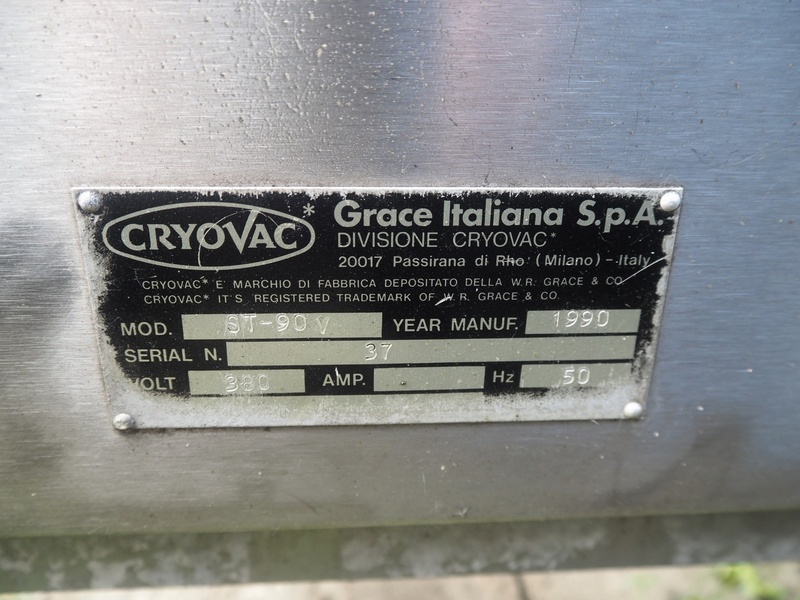 CRYOVAC*
Grace Italiana S.p.A.
DIVISIONE CRYOVAC*
20017 Passirana di Rho (Milano) - Italy
CRYOVAC* E' MARCHIO DI FABBRICA DEPOSITATO DELLA W.R. GRACE & CO.
CRYOVAC* IT'S REGISTERED TRADEMARK OF W.R. GRACE & CO.
MOD. ST-90 V YEAR MANUF. 1990
SERIAL N. 37
VOLT 380 AMP. Hz 50